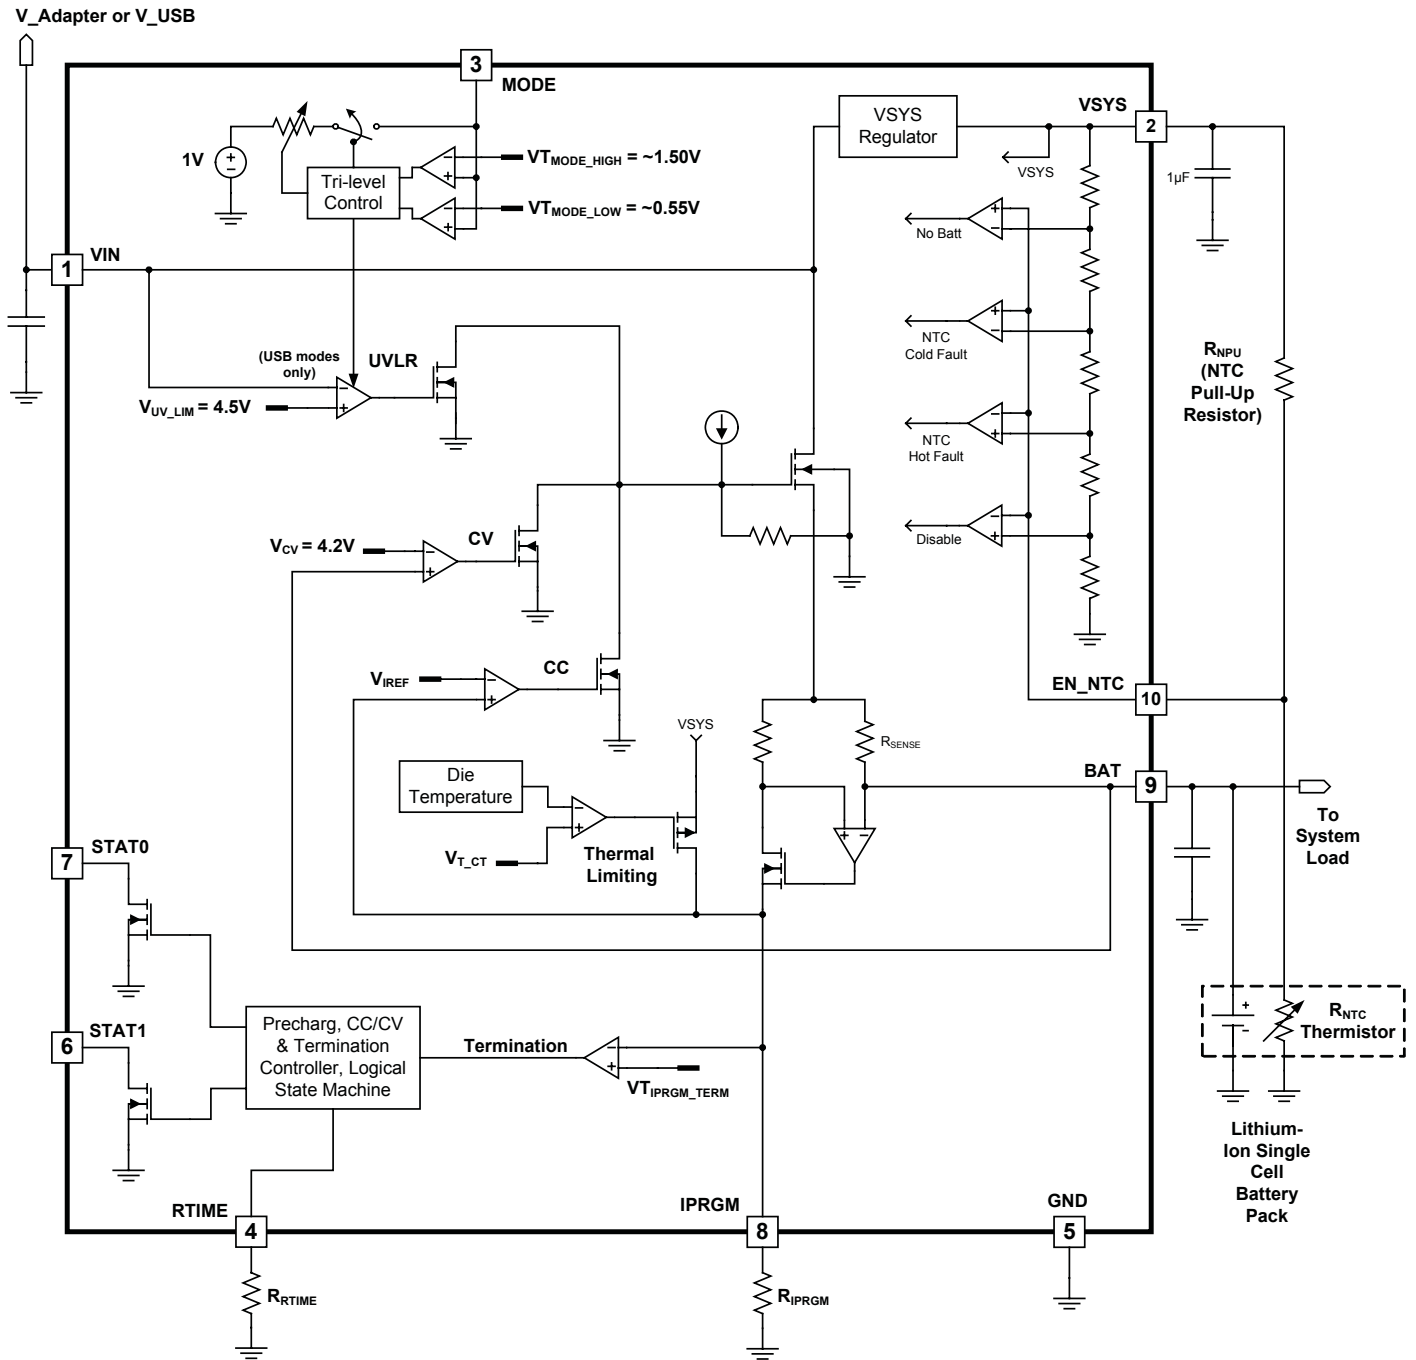 V_Adapter or V_USB
3
MODE
VSYS
Regulator
VSYS
2
1V
VT_MODE_HIGH = ~1.50V
Tri-level
Control
VT_MODE_LOW = ~0.55V
VSYS
1µF
No Batt
VIN
1
NTC
Cold Fault
(USB modes
only)
UVLR
V_UV_LIM = 4.5V
R_NPU
(NTC
Pull-Up
Resistor)
NTC
Hot Fault
CV
V_CV = 4.2V
Disable
CC
V_IREF
EN_NTC
10
VSYS
R_SENSE
Die
Temperature
BAT
9
To
System
Load
STAT0
7
V_T_CT
Thermal
Limiting
STAT1
6
Precharg, CC/CV
& Termination
Controller, Logical
State Machine
Termination
VT_IPRGM_TERM
R_NTC
Thermistor
Lithium-
Ion Single
Cell
Battery
Pack
RTIME
4
IPRGM
8
GND
5
R_RTIME
R_IPRGM